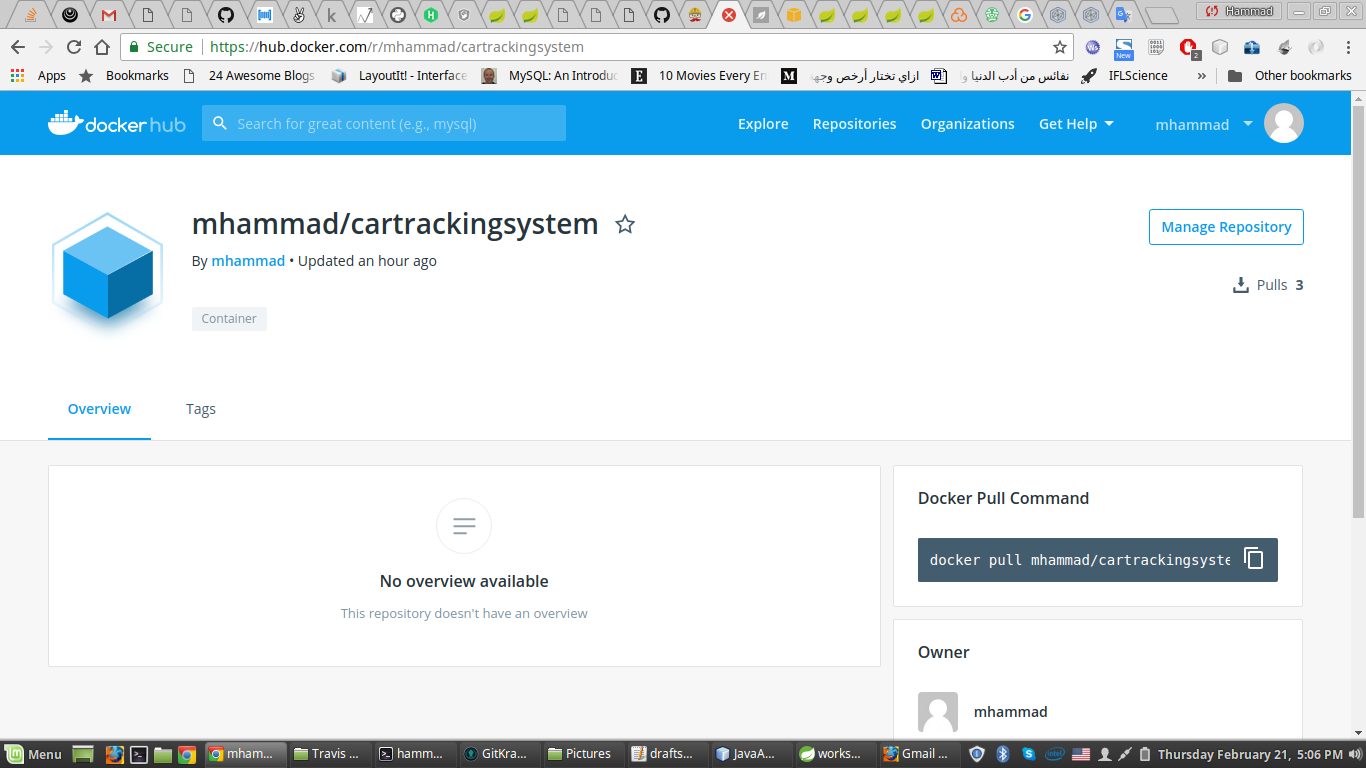 Hammad
Secure https://hub.docker.com/r/mhammad/cartrackingsystem
New
2
Apps Bookmarks 24 Awesome Blogs LayoutIt! - Interface MySQL: An Introduc E 10 Movies Every En M ازاي تختار أرخص وجه W نفائس من أدب الدنيا و IFLScience » Other bookmarks
docker hub Search for great content (e.g., mysql) Explore Repositories Organizations Get Help mhammad
mhammad/cartrackingsystem
Manage Repository
By mhammad • Updated an hour ago
Pulls 3
Container
Overview Tags
No overview available
This repository doesn't have an overview
Docker Pull Command
docker pull mhammad/cartrackingsyste
Owner
mhammad
Menu mham... Travis ... hamm... GitKra... Pictures drafts... JavaA... works... Gmail ... Thursday February 21, 5:06 PM